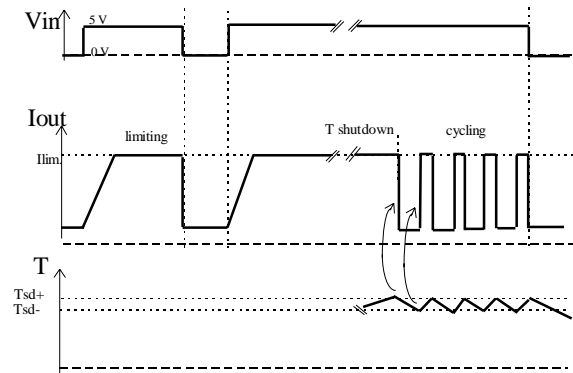 Vin
5 V
0 V
Iout
limiting
T shutdown
cycling
Ilim.
T
Tsd+
Tsd-